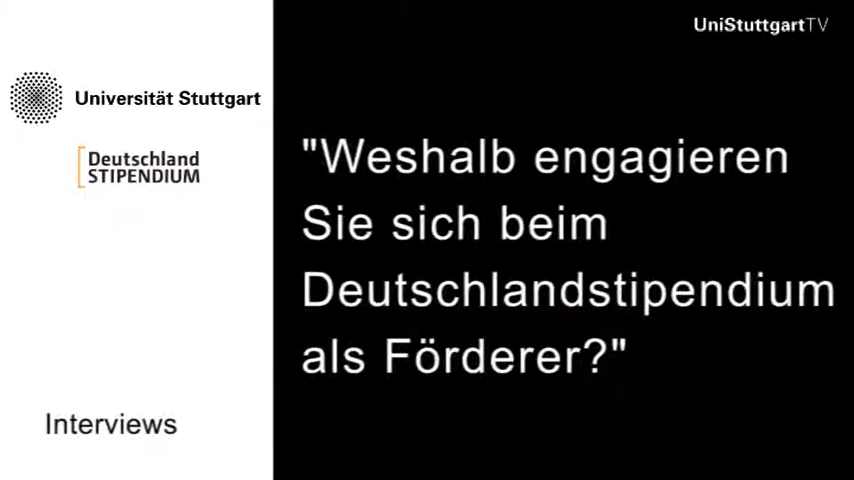 UniStuttgartTV
Universität Stuttgart
Deutschland
STIPENDIUM
"Weshalb engagieren
Sie sich beim
Deutschlandstipendium
als Förderer?"
Interviews